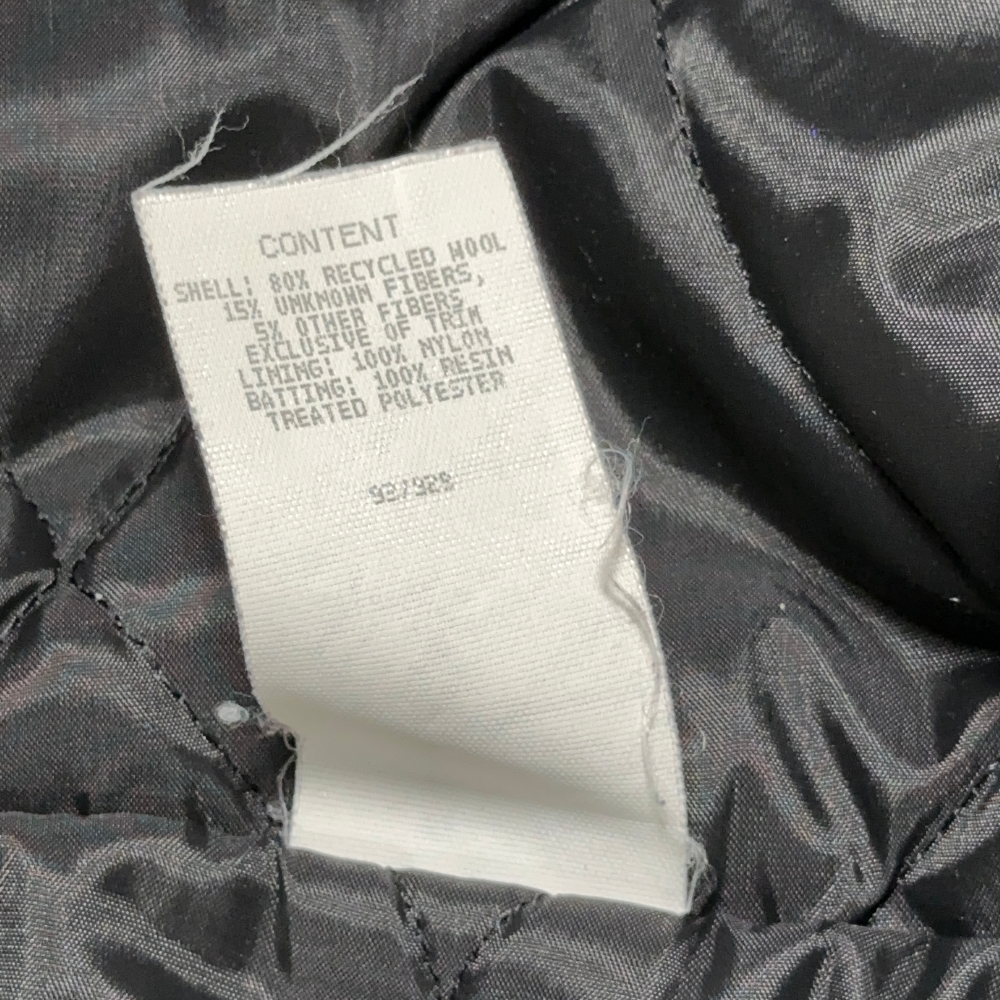 CONTENT
SHELL: 80% RECYCLED WOOL
15% UNKNOWN FIBERS,
5% OTHER FIBERS
EXCLUSIVE OF TRIM
LINING: 100% NYLON
BATTING: 100% RESIN
TREATED POLYESTER
92/92S